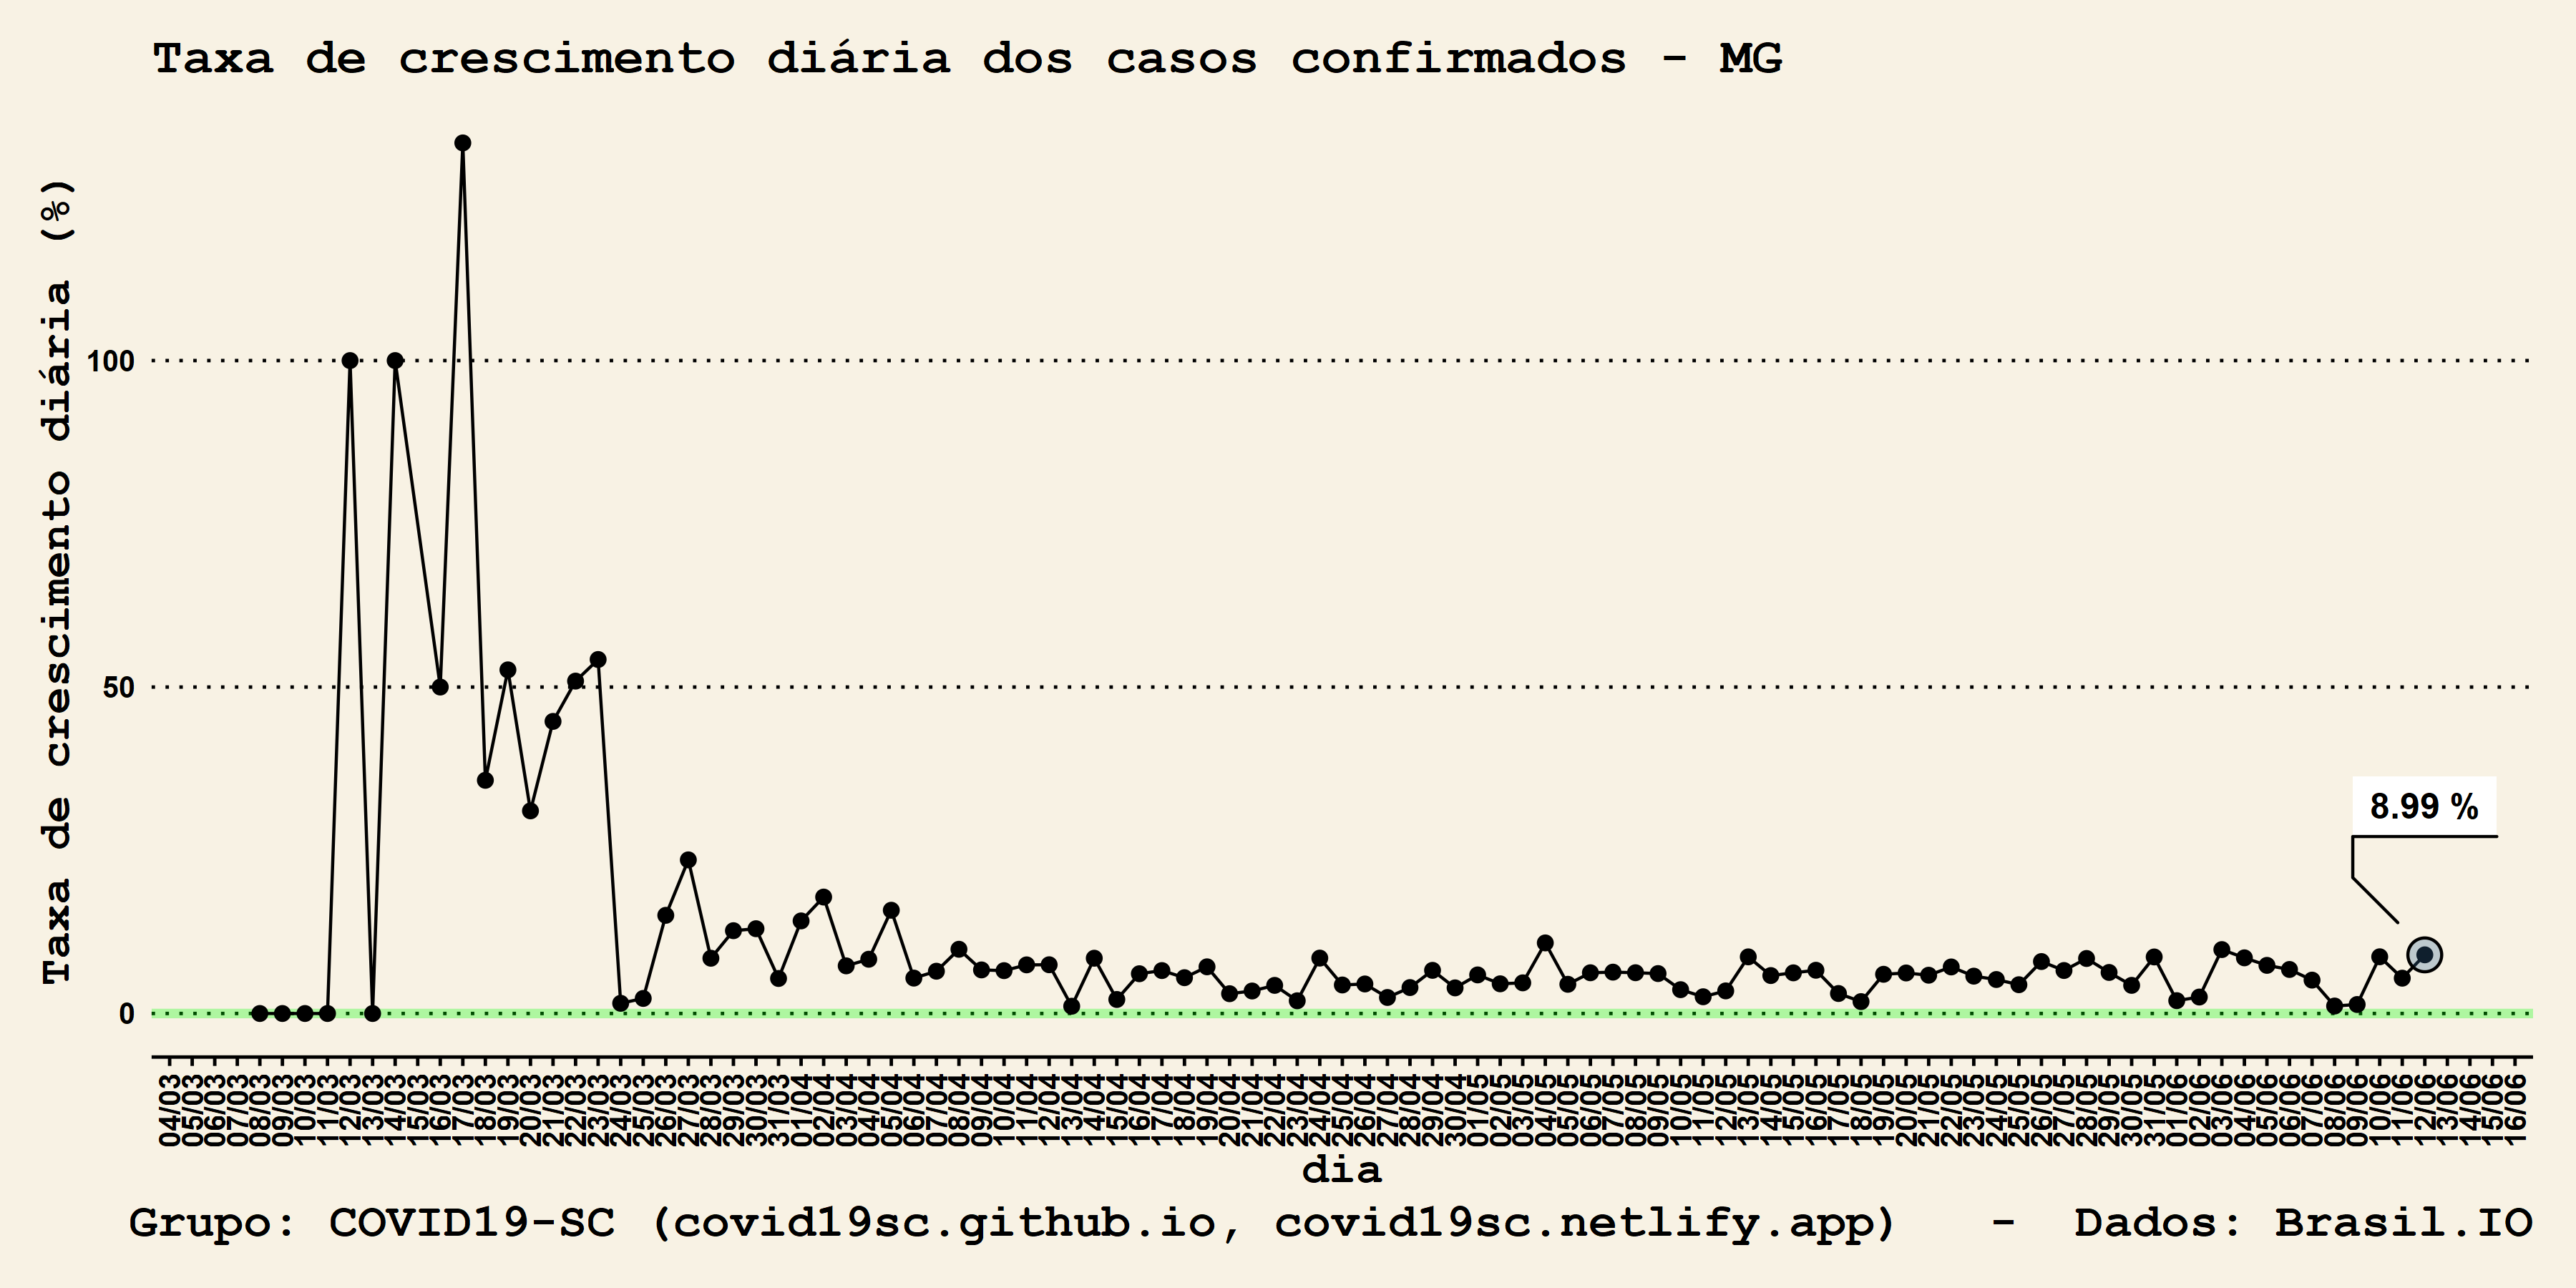 Taxa de crescimento diária dos casos confirmados - MG
Taxa de crescimento diária (%)
100
50
0
8.99 %
04/03 05/03 06/03 07/03 08/03 09/03 10/03 11/03 12/03 13/03 14/03 15/03 16/03 17/03 18/03 19/03 20/03 21/03 22/03 23/03 24/03 25/03 26/03 27/03 28/03 29/03 30/03 31/03 01/04 02/04 03/04 04/04 05/04 06/04 07/04 08/04 09/04 10/04 11/04 12/04 13/04 14/04 15/04 16/04 17/04 18/04 19/04 20/04 21/04 22/04 23/04 24/04 25/04 26/04 27/04 28/04 29/04 30/04 01/05 02/05 03/05 04/05 05/05 06/05 07/05 08/05 09/05 10/05 11/05 12/05 13/05 14/05 15/05 16/05 17/05 18/05 19/05 20/05 21/05 22/05 23/05 24/05 25/05 26/05 27/05 28/05 29/05 30/05 31/05 01/06 02/06 03/06 04/06 05/06 06/06 07/06 08/06 09/06 10/06 11/06 12/06 13/06 14/06 15/06 16/06
dia
Grupo: COVID19-SC (covid19sc.github.io, covid19sc.netlify.app) - Dados: Brasil.IO